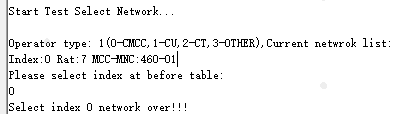 Start Test Select Network...
Operator type: 1(0-CMCC,1-CU,2-CT,3-OTHER),Current netwrok list:
Index:0 Rat:7 MCC-MNC:460-01
Please select index at before table:
0
Select index 0 network over!!!